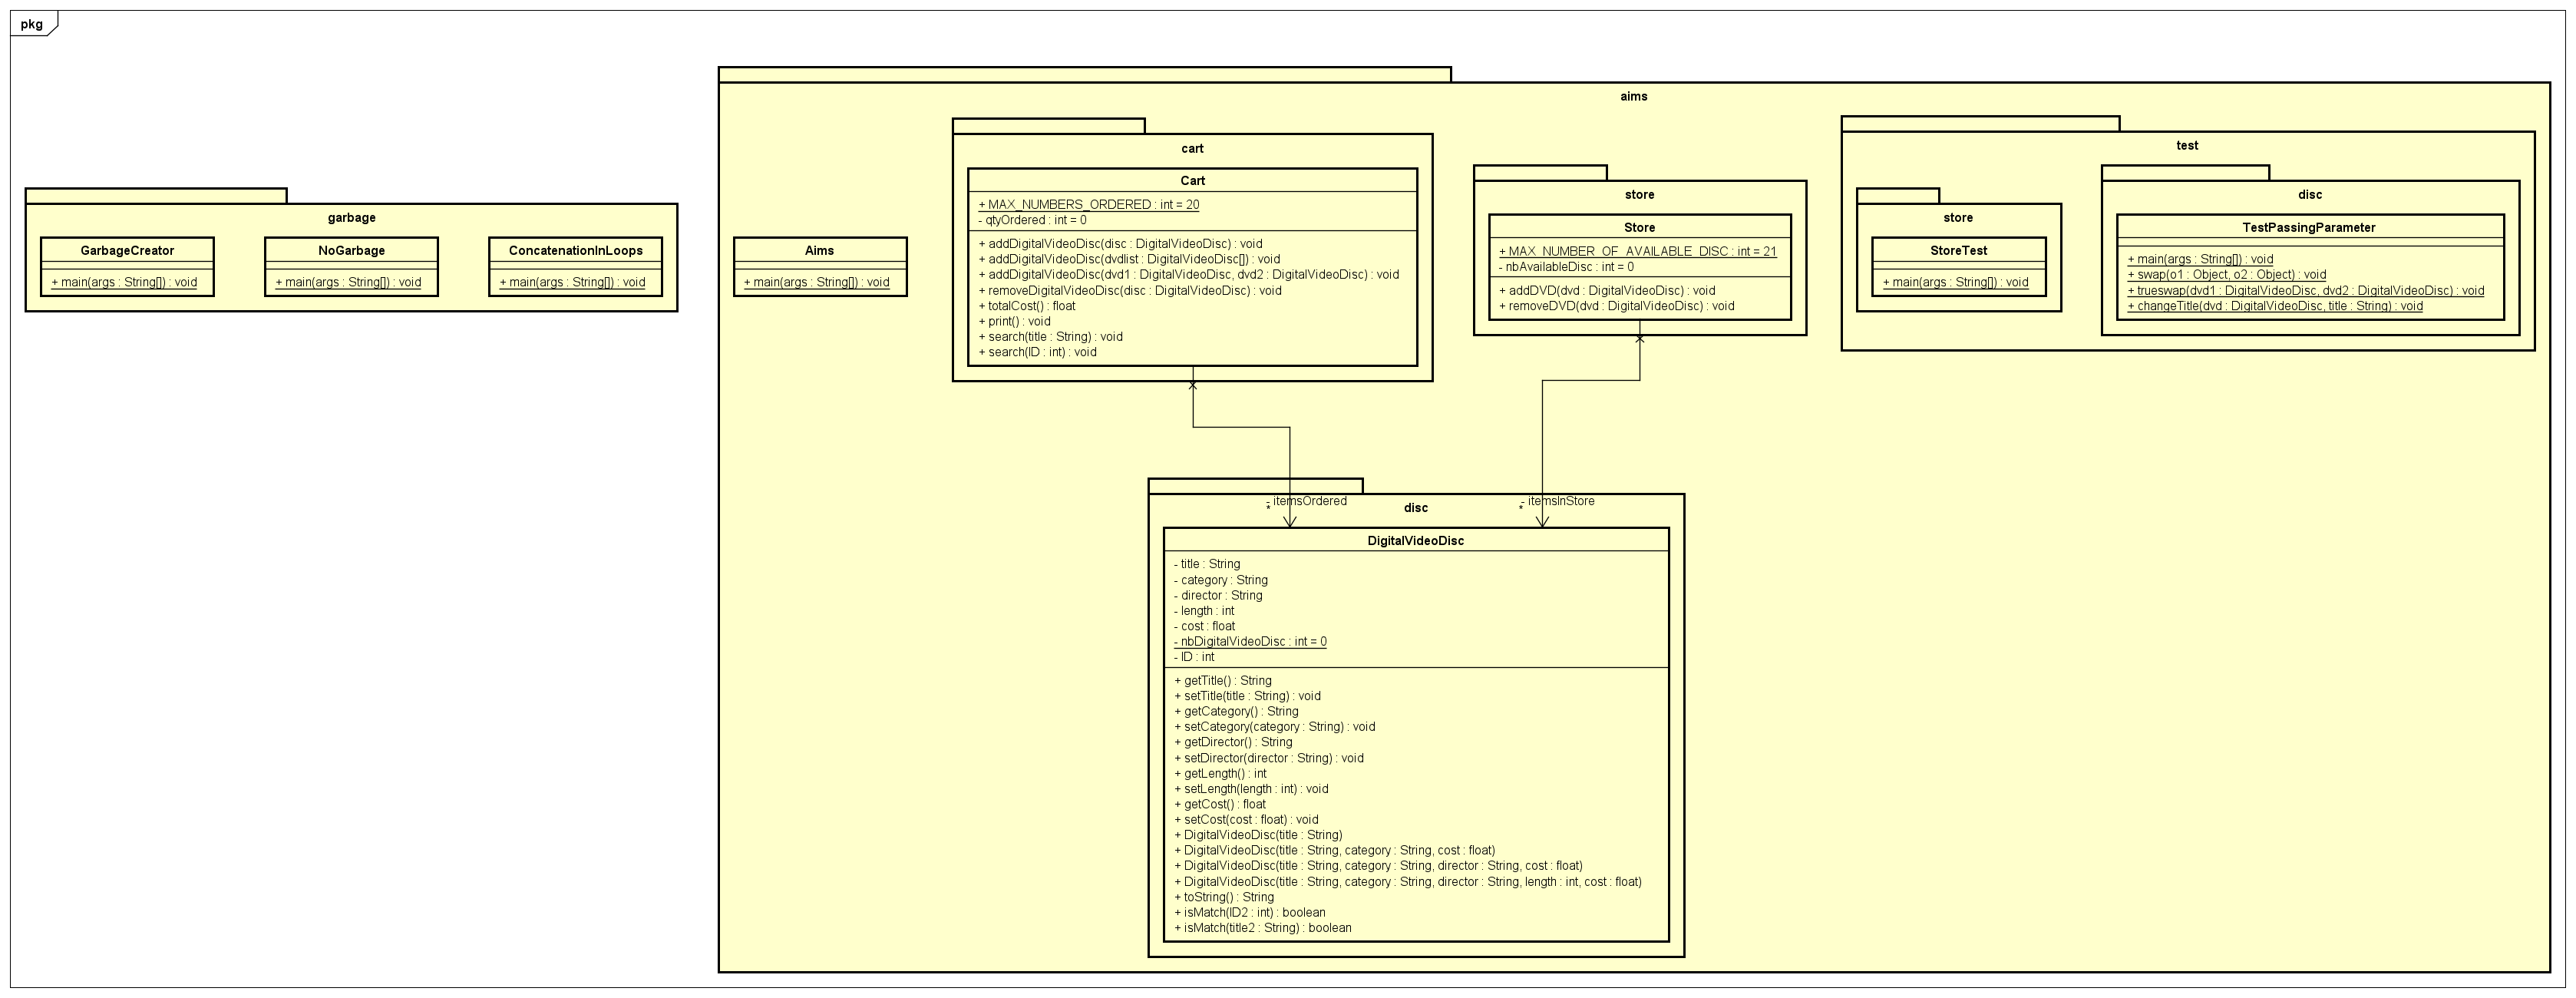 pkg
garbage
GarbageCreator
+ main(args : String[]) : void
NoGarbage
+ main(args : String[]) : void
ConcatenationInLoops
+ main(args : String[]) : void
aims
Aims
+ main(args : String[]) : void
cart
Cart
+ MAX_NUMBERS_ORDERED : int = 20
- qtyOrdered : int = 0
+ addDigitalVideoDisc(disc : DigitalVideoDisc) : void
+ addDigitalVideoDisc(dvdlist : DigitalVideoDisc[]) : void
+ addDigitalVideoDisc(dvd1 : DigitalVideoDisc, dvd2 : DigitalVideoDisc) : void
+ removeDigitalVideoDisc(disc : DigitalVideoDisc) : void
+ totalCost() : float
+ print() : void
+ search(title : String) : void
+ search(ID : int) : void
store
Store
+ MAX_NUMBER_OF_AVAILABLE_DISC : int = 21
- nbAvailableDisc : int = 0
+ addDVD(dvd : DigitalVideoDisc) : void
+ removeDVD(dvd : DigitalVideoDisc) : void
test
store
StoreTest
+ main(args : String[]) : void
disc
TestPassingParameter
+ main(args : String[]) : void
+ swap(o1 : Object, o2 : Object) : void
+ trueswap(dvd1 : DigitalVideoDisc, dvd2 : DigitalVideoDisc) : void
+ changeTitle(dvd : DigitalVideoDisc, title : String) : void
- itemsOrdered
*
- itemsInStore
*
disc
DigitalVideoDisc
- title : String
- category : String
- director : String
- length : int
- cost : float
- nbDigitalVideoDisc : int = 0
- ID : int
+ getTitle() : String
+ setTitle(title : String) : void
+ getCategory() : String
+ setCategory(category : String) : void
+ getDirector() : String
+ setDirector(director : String) : void
+ getLength() : int
+ setLength(length : int) : void
+ getCost() : float
+ setCost(cost : float) : void
+ DigitalVideoDisc(title : String)
+ DigitalVideoDisc(title : String, category : String, cost : float)
+ DigitalVideoDisc(title : String, category : String, director : String, cost : float)
+ DigitalVideoDisc(title : String, category : String, director : String, length : int, cost : float)
+ toString() : String
+ isMatch(ID2 : int) : boolean
+ isMatch(title2 : String) : boolean